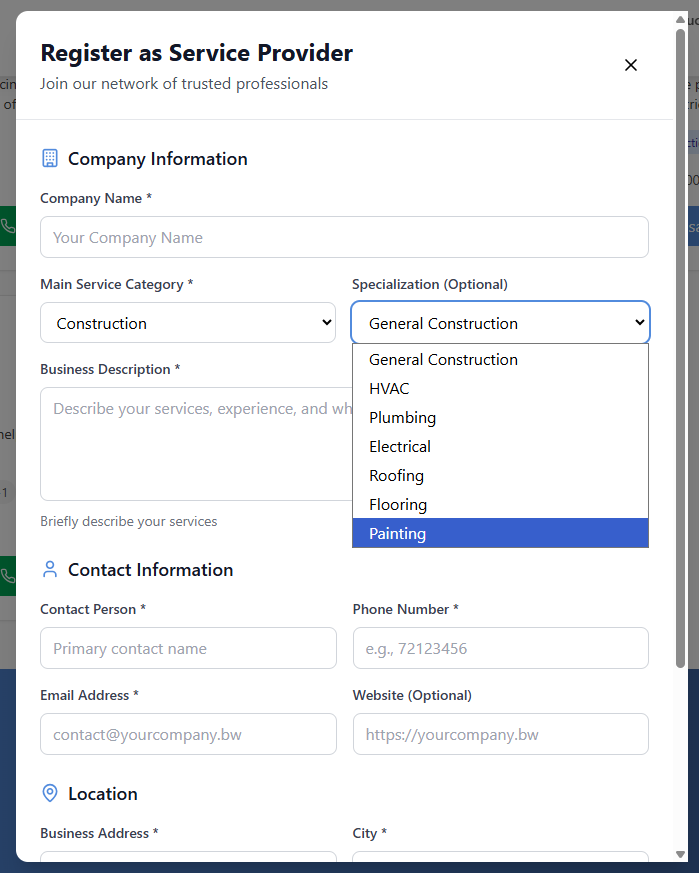 Register as Service Provider
Join our network of trusted professionals
Company Information
Company Name *
Your Company Name
Main Service Category *
Specialization (Optional)
Construction
General Construction
General Construction
HVAC
Plumbing
Electrical
Roofing
Flooring
Painting
Business Description *
Describe your services, experience, and wh
Briefly describe your services
Contact Information
Contact Person *
Phone Number *
Primary contact name
e.g., 72123456
Email Address *
Website (Optional)
contact@yourcompany.bw
https://yourcompany.bw
Location
Business Address *
City *